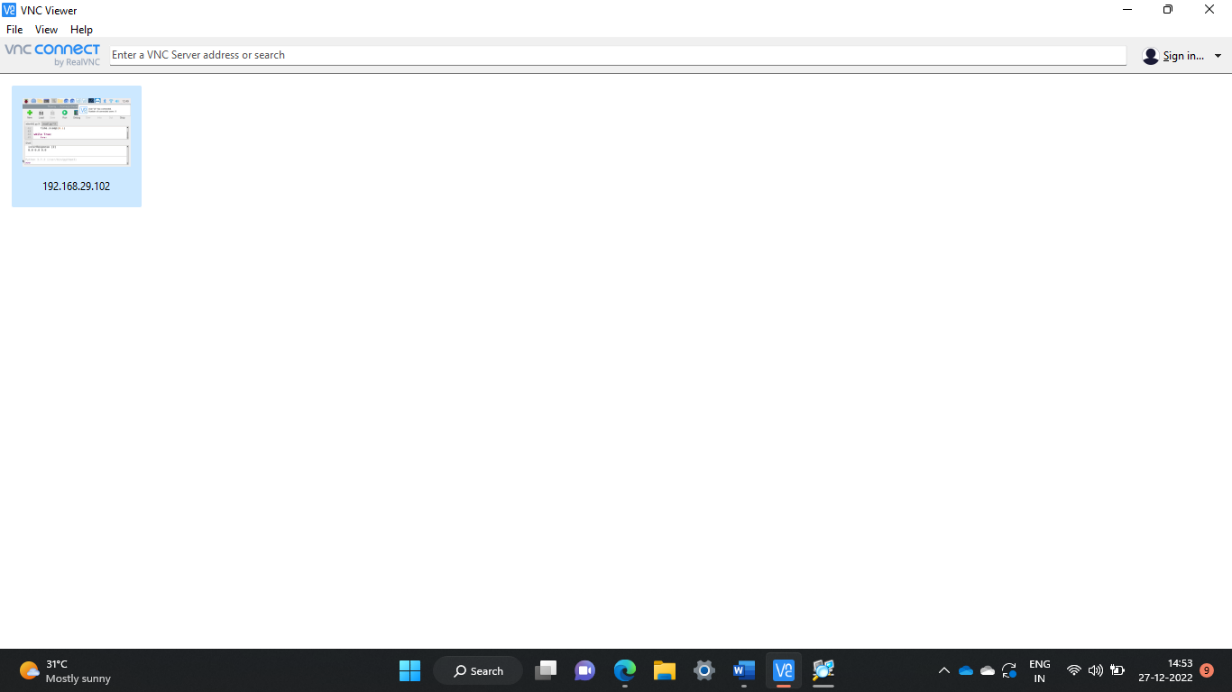 VNC Viewer
File View Help
vnc connect
by RealVNC
Enter a VNC Server address or search
Sign in...
192.168.29.102
31°C
Mostly sunny
Search
ENG
IN
14:53
27-12-2022
9